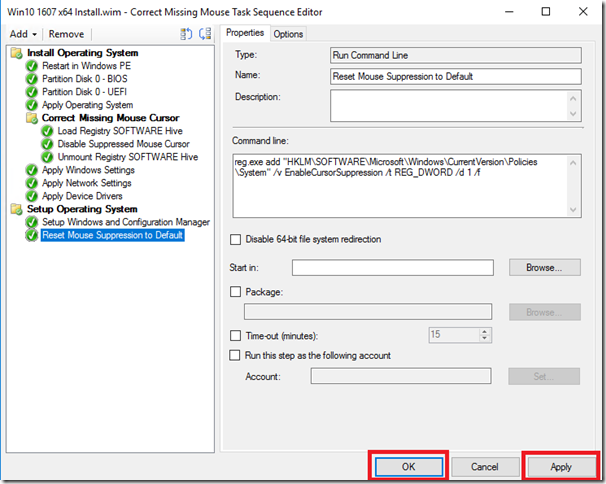 Win10 1607 x64 Install.wim - Correct Missing Mouse Task Sequence Editor
Add
Remove
Install Operating System
Restart in Windows PE
Partition Disk 0 - BIOS
Partition Disk 0 - UEFI
Apply Operating System
Correct Missing Mouse Cursor
Load Registry SOFTWARE Hive
Disable Suppressed Mouse Cursor
Unmount Registry SOFTWARE Hive
Apply Windows Settings
Apply Network Settings
Apply Device Drivers
Setup Operating System
Setup Windows and Configuration Manager
Reset Mouse Suppression to Default
Properties
Options
Type:
Run Command Line
Name:
Reset Mouse Suppression to Default
Description:
Command line:
reg.exe add "HKLM\SOFTWARE\Microsoft\Windows\CurrentVersion\Policies
\System" /v EnableCursorSuppression /t REG_DWORD /d 1 /f
Disable 64-bit file system redirection
Start in:
Browse...
Package:
Browse...
Time-out (minutes):
15
Run this step as the following account
Account:
Set...
OK
Cancel
Apply